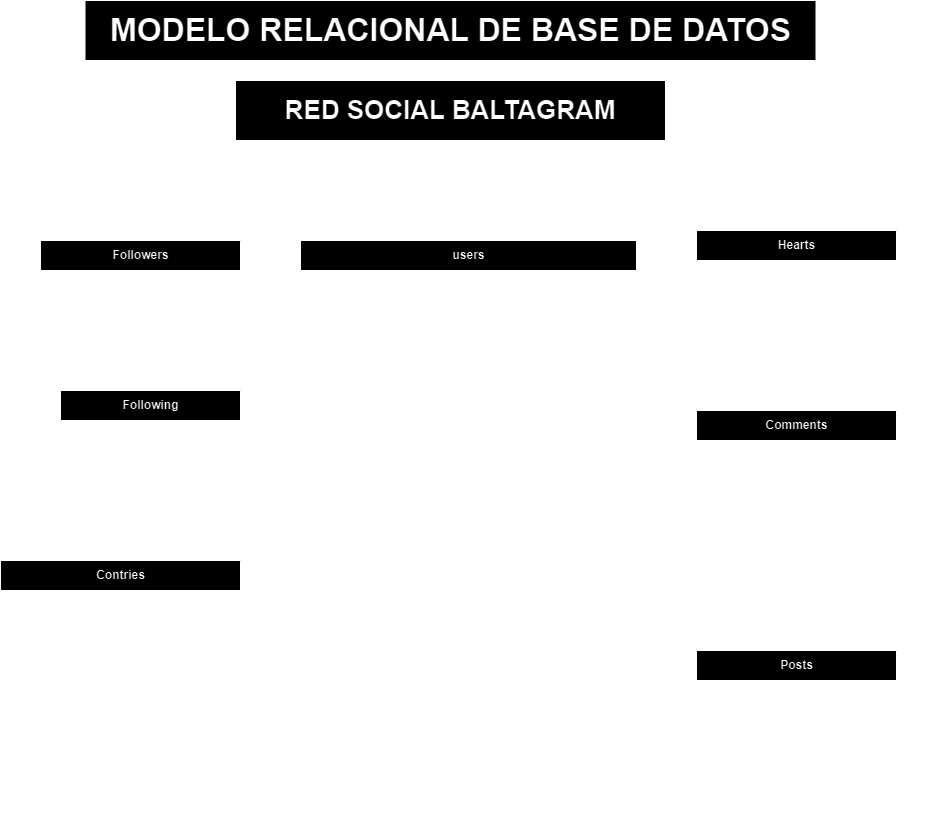 MODELO RELACIONAL DE BASE DE DATOS
RED SOCIAL BALTAGRAM
Followers
users
Hearts
Following
Comments
Contries
Posts